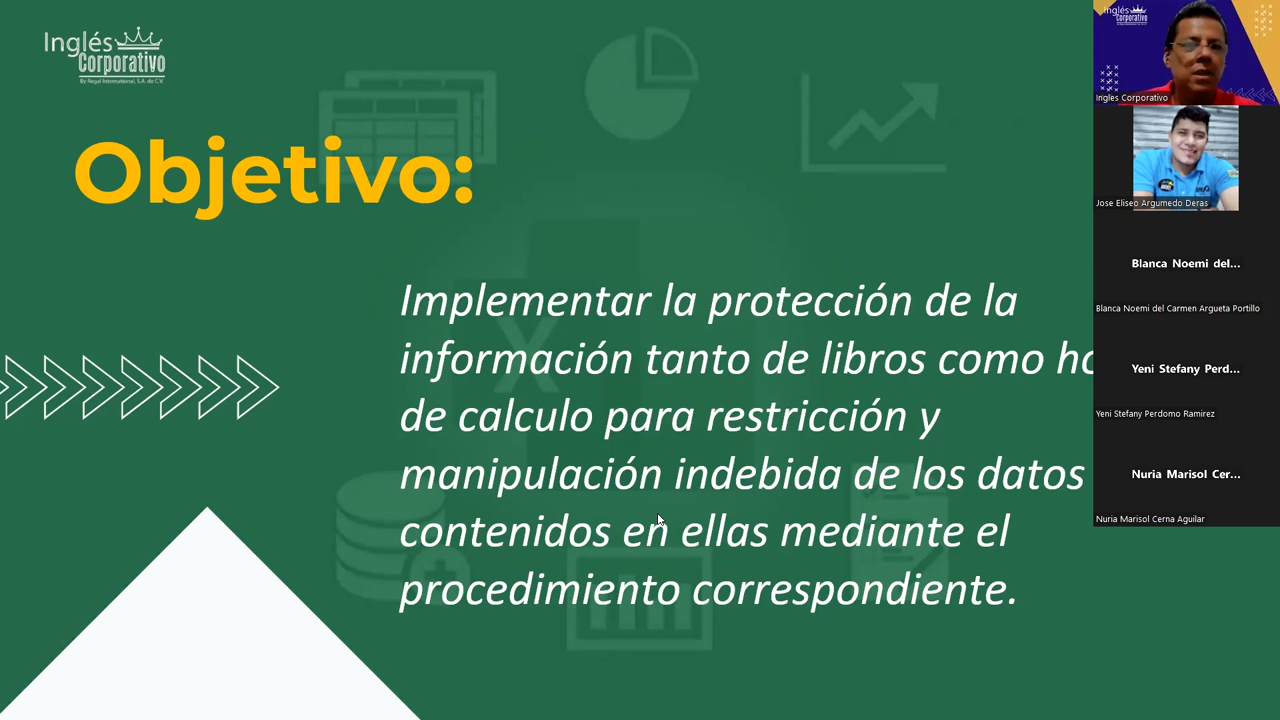 Inglés
Corporativo
By Regal International, S.A. de C.V.
Objetivo:
Implementar la protección de la
información tanto de libros como
de calculo para restricción y
manipulación indebida de los datos
contenidos en ellas mediante el
procedimiento correspondiente.
Inglés
Corporativo
Ingles Corporativo
Jose Eliseo Argumedo Deras
Blanca Noemi del...
Blanca Noemi del Carmen Argueta Portillo
Yeni Stefany Perd...
Yeni Stefany Perdomo Ramirez
Nuria Marisol Cer...
Nuria Marisol Cerna Aguilar